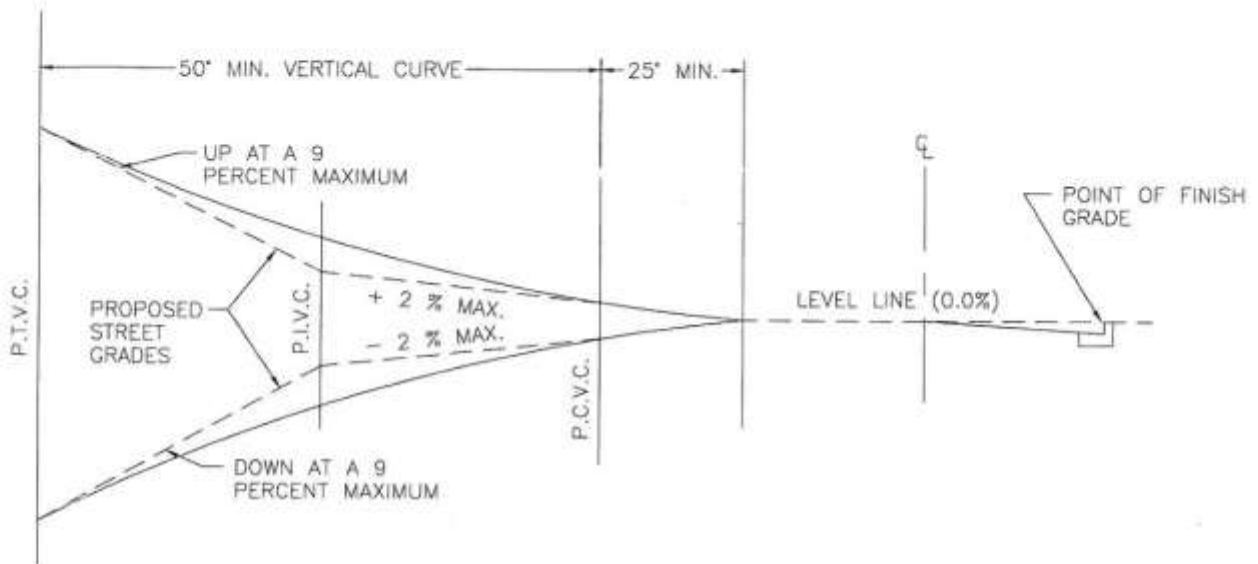 50° MIN. VERTICAL CURVE
25° MIN.
UP AT A 9
PERCENT MAXIMUM
℄
POINT OF FINISH
GRADE
P.T.V.C.
PROPOSED
STREET
GRADES
P.I.V.C.
+ 2 % MAX.
− 2 % MAX.
LEVEL LINE (0.0%)
P.C.V.C.
DOWN AT A 9
PERCENT MAXIMUM